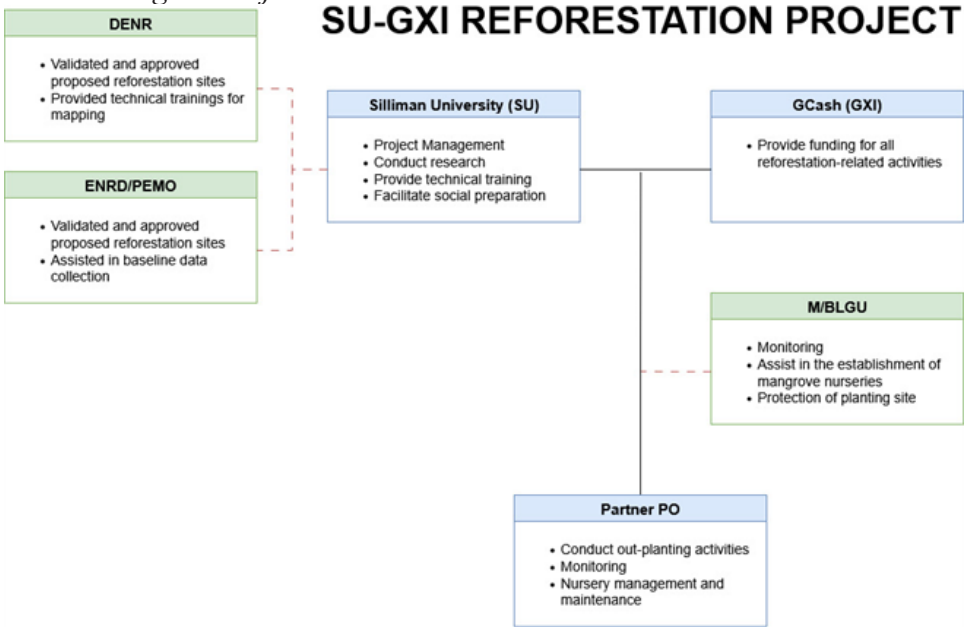 SU-GXI REFORESTATION PROJECT
DENR
• Validated and approved
proposed reforestation sites
• Provided technical trainings for
mapping
Silliman University (SU)
• Project Management
• Conduct research
• Provide technical training
• Facilitate social preparation
GCash (GXI)
• Provide funding for all
reforestation-related activities
ENRD/PEMO
• Validated and approved
proposed reforestation sites
• Assisted in baseline data
collection
M/BLGU
• Monitoring
• Assist in the establishment of
mangrove nurseries
• Protection of planting site
Partner PO
• Conduct out-planting activities
• Monitoring
• Nursery management and
maintenance